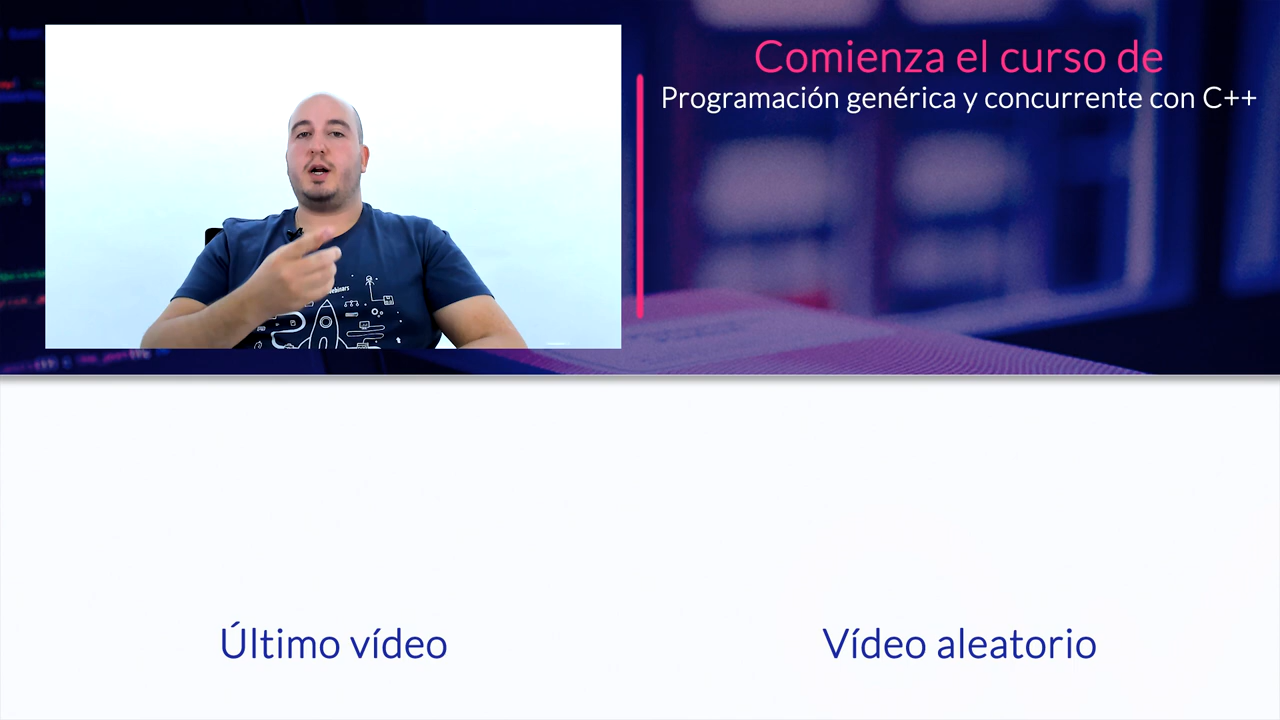 Comienza el curso de
Programación genérica y concurrente con C++
Último vídeo
Vídeo aleatorio